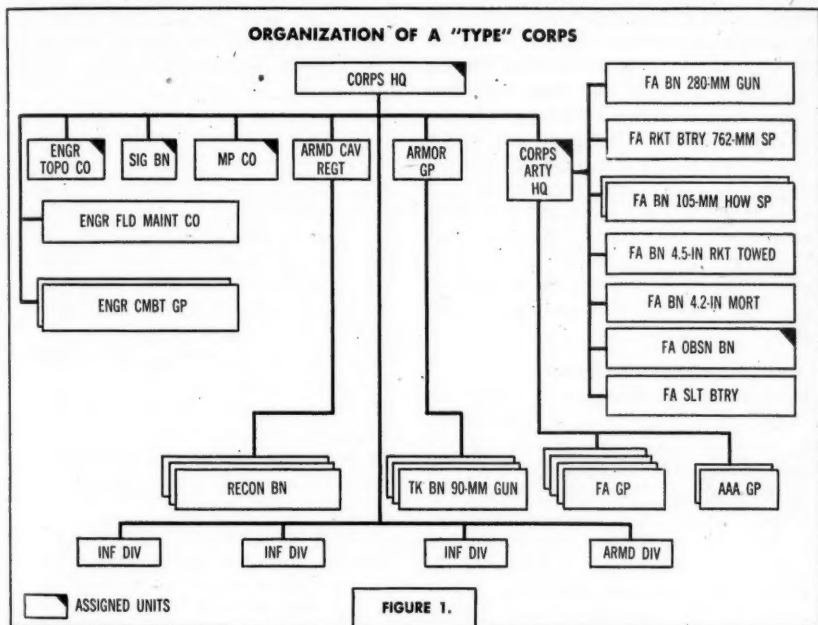 ORGANIZATION OF A "TYPE" CORPS
CORPS HQ
ENGR
TOPO CO
SIG BN
MP CO
ARMD CAV
REGT
ARMOR
GP
CORPS
ARTY
HQ
FA BN 280-MM GUN
FA RKT BTRY 762-MM SP
FA BN 105-MM HOW SP
FA BN 4.5-IN RKT TOWED
FA BN 4.2-IN MORT
FA OBSN BN
FA SLT BTRY
ENGR FLD MAINT CO
ENGR CMBT GP
RECON BN
TK BN 90-MM GUN
FA GP
AAA GP
INF DIV
INF DIV
INF DIV
ARMD DIV
ASSIGNED UNITS
FIGURE 1.